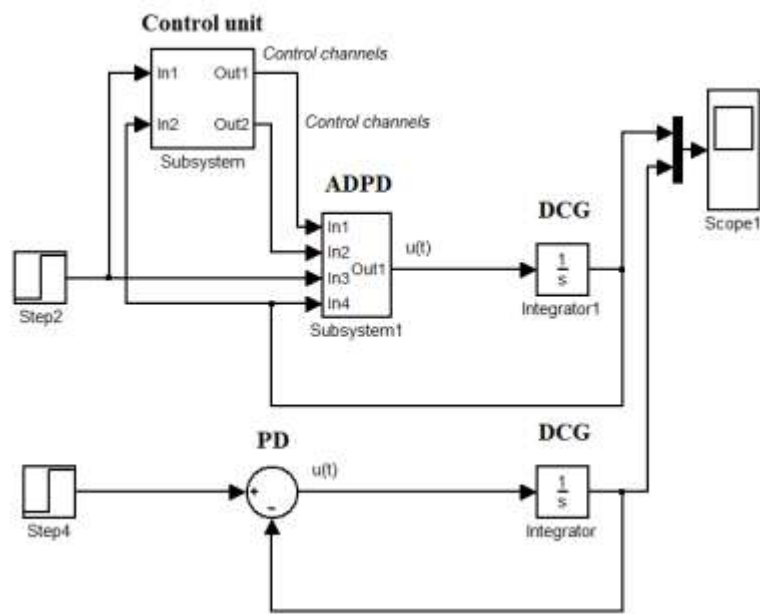 Control unit
Control channels
In1
Out1
In2
Out2
Control channels
Subsystem
ADPD
DCG
Scope1
In1
In2
In3
In4
Out1
u(t)
1
s
Step2
Subsystem1
Integrator1
PD
DCG
u(t)
+
-
1
s
Step4
Integrator